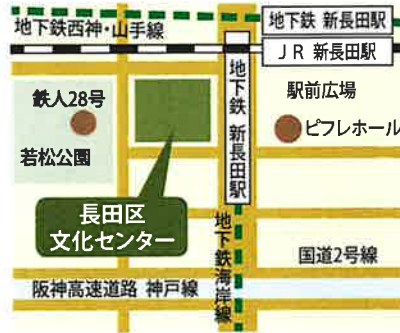 地下鉄西神・山手線
地下鉄 新長田駅
ＪＲ 新長田駅
鉄人28号
若松公園
地下鉄 新長田駅
駅前広場
ピフレホール
長田区
文化センター
地下鉄海岸線
国道2号線
阪神高速道路 神戸線